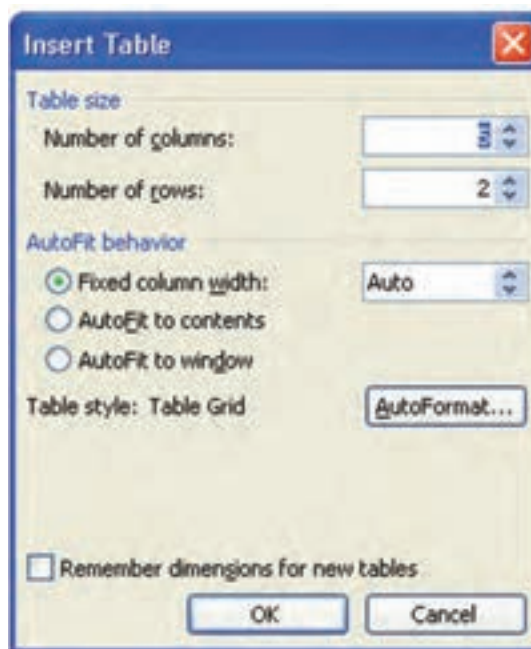 Insert Table
Table size
Number of columns: 5
Number of rows: 2
AutoFit behavior
Fixed column width: Auto
AutoFit to contents
AutoFit to window
Table style: Table Grid AutoFormat...
Remember dimensions for new tables
OK Cancel